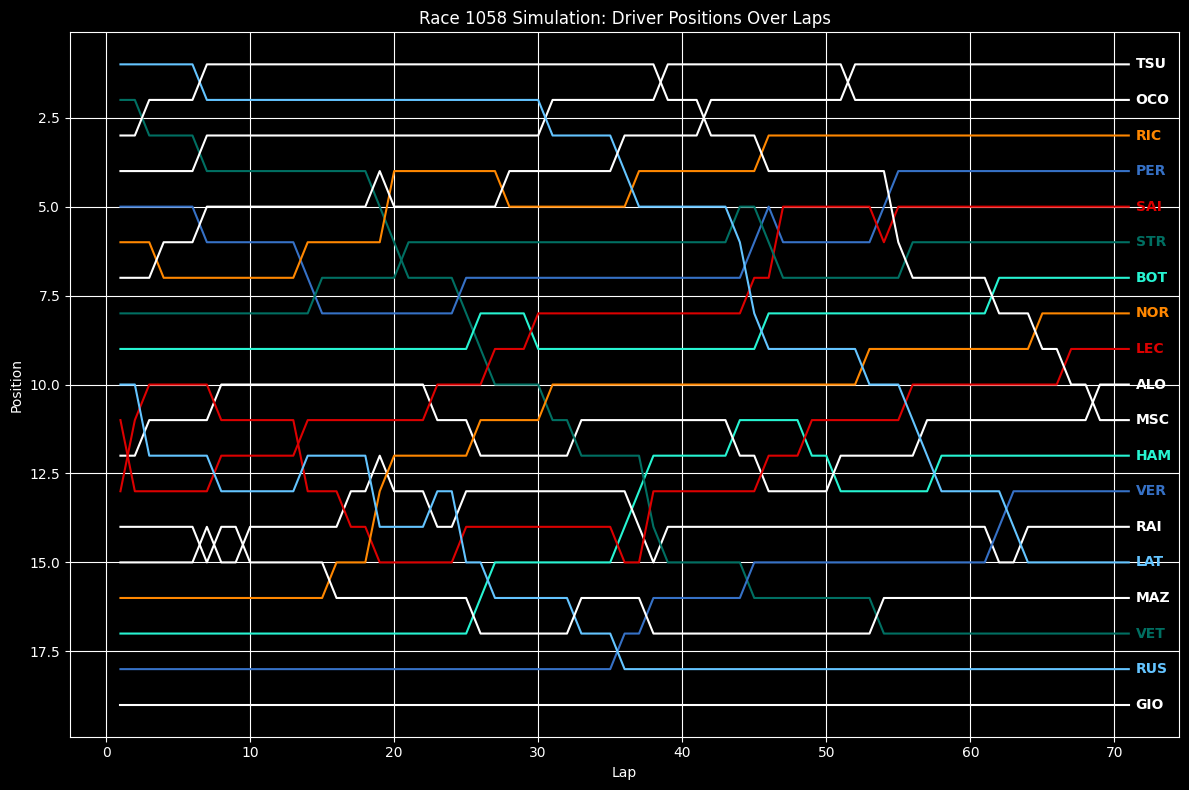 Race 1058 Simulation: Driver Positions Over Laps
TSU
OCO
2.5
RIC
PER
5.0
SAI
STR
BOT
7.5
NOR
LEC
10.0
ALO
MSC
HAM
12.5
VER
RAI
15.0
LAT
MAZ
VET
17.5
RUS
GIO
Position
0 10 20 30 40 50 60 70
Lap